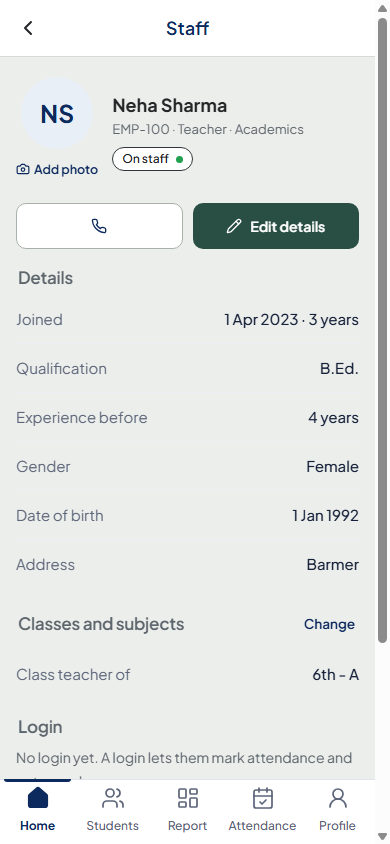 Staff
NS
Neha Sharma
EMP-100 · Teacher · Academics
On staff
Add photo
Edit details
Details
Joined 1 Apr 2023 · 3 years
Qualification B.Ed.
Experience before 4 years
Gender Female
Date of birth 1 Jan 1992
Address Barmer
Classes and subjects Change
Class teacher of 6th - A
Login
No login yet. A login lets them mark attendance and
Home Students Report Attendance Profile